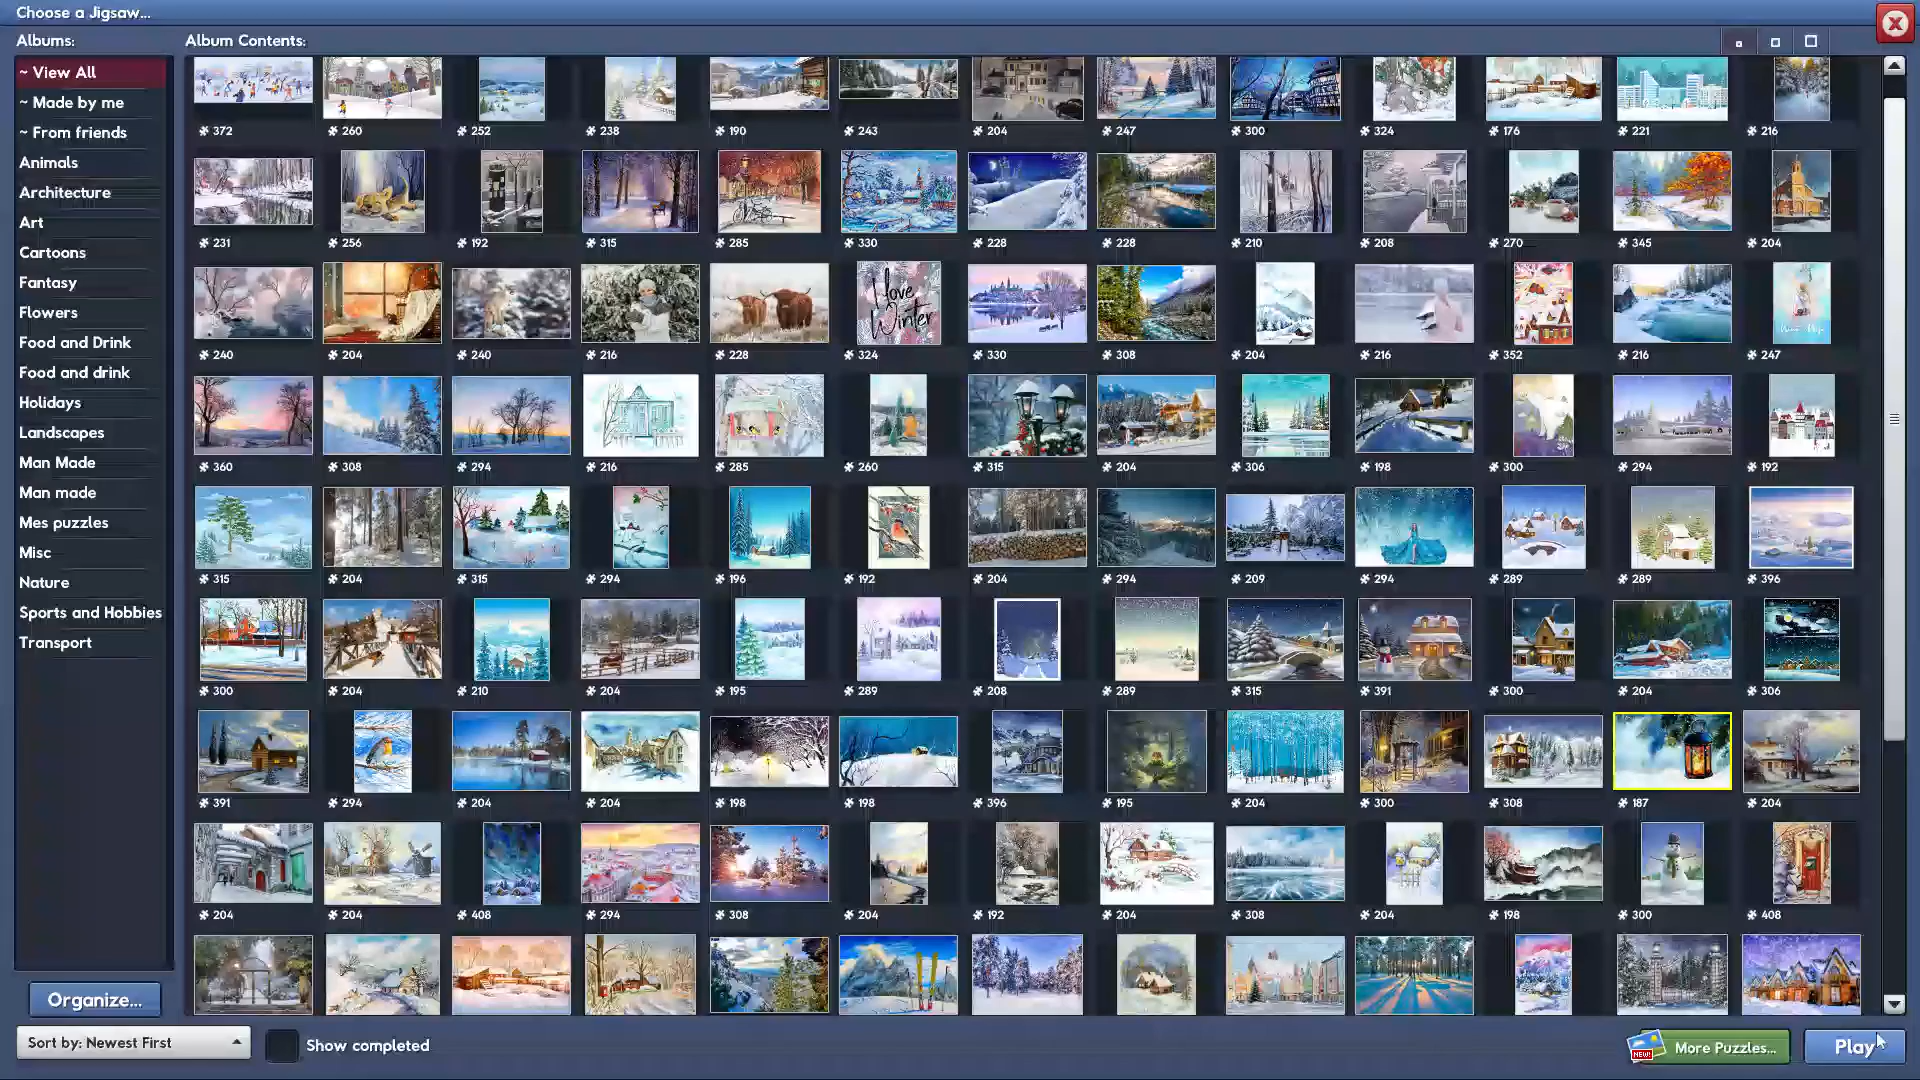 Choose a Jigsaw...
Albums:
Album Contents:
~ View All
~ Made by me
~ From friends
Animals
Architecture
Art
Cartoons
Fantasy
Flowers
Food and Drink
Food and drink
Holidays
Landscapes
Man Made
Man made
Mes puzzles
Misc
Nature
Sports and Hobbies
Transport
372 260 252 238 190 243 204 247 300 324 176 221 216
231 256 192 315 285 330 228 228 210 208 270 345 204
I love Winter
240 204 240 216 228 324 330 308 204 216 352 216 247
360 308 294 216 285 260 315 204 306 198 300 294 192
315 204 315 294 196 192 204 294 209 294 289 289 396
300 204 210 204 195 289 208 289 315 391 300 204 306
391 294 204 204 198 198 396 195 204 300 308 187 204
204 204 408 294 308 204 192 204 308 204 198 300 408
Organize...
Sort by: Newest First
Show completed
NEW!
More Puzzles...
Play